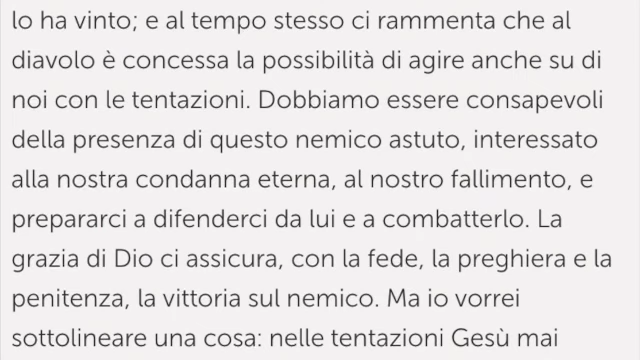 lo ha vinto; e al tempo stesso ci rammenta che al
diavolo è concessa la possibilità di agire anche su di
noi con le tentazioni. Dobbiamo essere consapevoli
della presenza di questo nemico astuto, interessato
alla nostra condanna eterna, al nostro fallimento, e
prepararci a difenderci da lui e a combatterlo. La
grazia di Dio ci assicura, con la fede, la preghiera e la
penitenza, la vittoria sul nemico. Ma io vorrei
sottolineare una cosa: nelle tentazioni Gesù mai